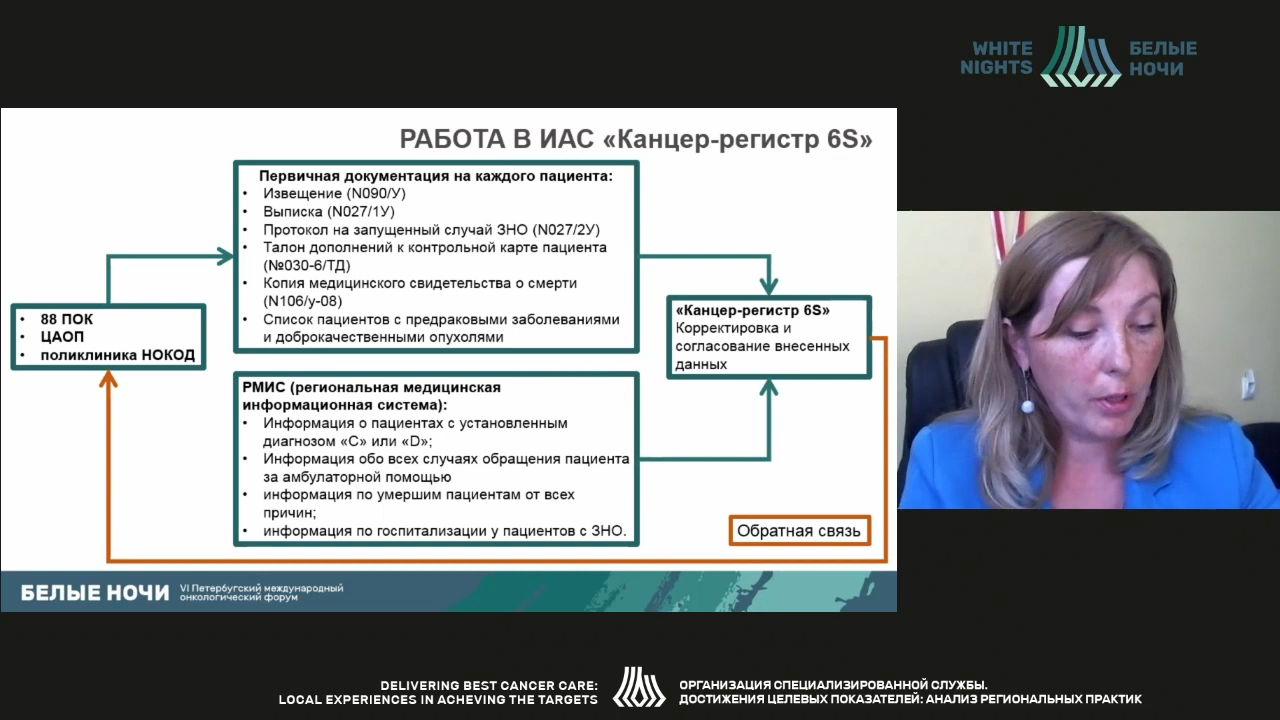 WHITE
NIGHTS
БЕЛЫЕ
НОЧИ
РАБОТА В ИАС «Канцер-регистр 6S»
Первичная документация на каждого пациента:
• Извещение (N090/У)
• Выписка (N027/1У)
• Протокол на запущенный случай ЗНО (N027/2У)
• Талон дополнений к контрольной карте пациента
(№030-6/ТД)
• Копия медицинского свидетельства о смерти
(N106/у-08)
• Список пациентов с предраковыми заболеваниями
и доброкачественными опухолями
• 88 ПОК
• ЦАОП
• поликлиника НОКОД
«Канцер-регистр 6S»
Корректировка и
согласование внесенных
данных
РМИС (региональная медицинская
информационная система):
• Информация о пациентах с установленным
диагнозом «С» или «D»;
• Информация обо всех случаях обращения пациента
за амбулаторной помощью
• информация по умершим пациентам от всех
причин;
• информация по госпитализации у пациентов с ЗНО.
Обратная связь
БЕЛЫЕ НОЧИ
VI Петербугский международный
онкологический форум
DELIVERING BEST CANCER CARE:
LOCAL EXPERIENCES IN ACHEVING THE TARGETS
ОРГАНИЗАЦИЯ СПЕЦИАЛИЗИРОВАННОЙ СЛУЖБЫ.
ДОСТИЖЕНИЯ ЦЕЛЕВЫХ ПОКАЗАТЕЛЕЙ: АНАЛИЗ РЕГИОНАЛЬНЫХ ПРАКТИК